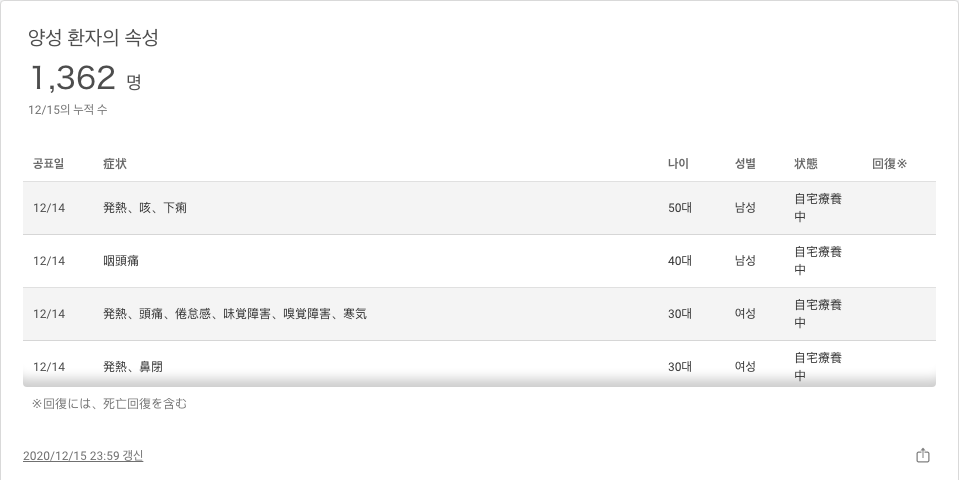 양성 환자의 속성
1,362 명
12/15의 누적 수
공표일 症状 나이 성별 状態 回復※
12/14 発熱、咳、下痢 50대 남성 自宅療養
中
12/14 咽頭痛 40대 남성 自宅療養
中
12/14 発熱、頭痛、倦怠感、味覚障害、嗅覚障害、寒気 30대 여성 自宅療養
中
12/14 発熱、鼻閉 30대 여성 自宅療養
中
※回復には、死亡回復を含む
2020/12/15 23:59 갱신